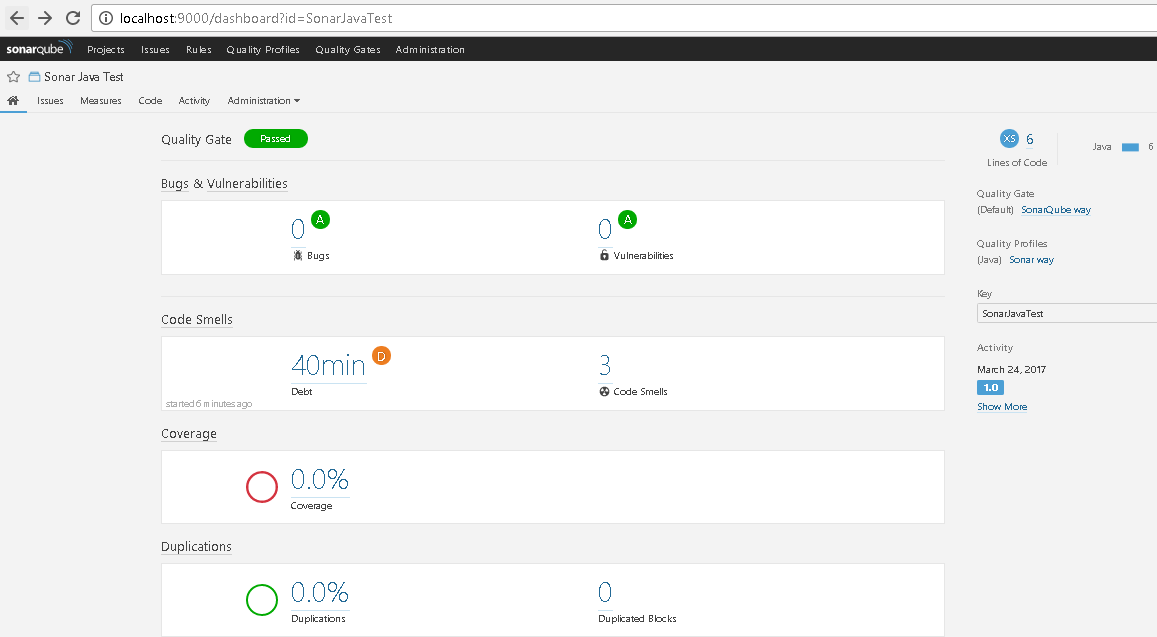 localhost:9000/dashboard?id=SonarJavaTest
sonarqube Projects Issues Rules Quality Profiles Quality Gates Administration
Sonar Java Test
Issues Measures Code Activity Administration
Quality Gate Passed
Bugs & Vulnerabilities
0 A
Bugs
0 A
Vulnerabilities
Code Smells
40min D
Debt
started 6 minutes ago
3
Code Smells
Coverage
0.0%
Coverage
Duplications
0.0%
Duplications
0
Duplicated Blocks
XS 6
Lines of Code
Java 6
Quality Gate
(Default) SonarQube way
Quality Profiles
(Java) Sonar way
Key
SonarJavaTest
Activity
March 24, 2017
1.0
Show More